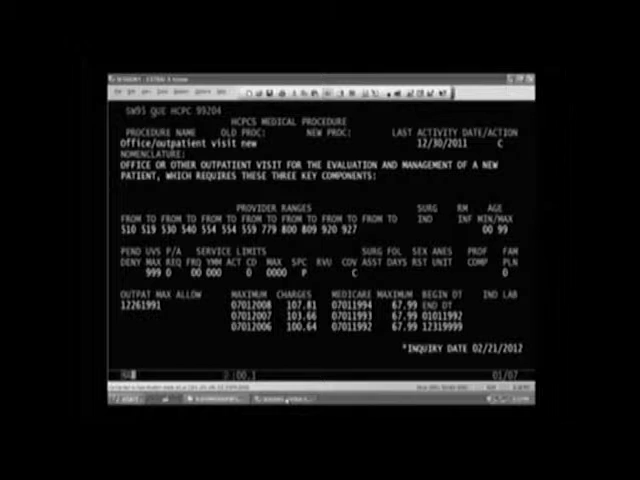 SW95 QUE HCPC 99204
HCPCS MEDICAL PROCEDURE
PROCEDURE NAME OLD PROC: NEW PROC: LAST ACTIVITY DATE/ACTION
Office/outpatient visit new 12/30/2011 C
NOMENCLATURE:
OFFICE OR OTHER OUTPATIENT VISIT FOR THE EVALUATION AND MANAGEMENT OF A NEW
PATIENT, WHICH REQUIRES THESE THREE KEY COMPONENTS:
PROVIDER RANGES SURG RM AGE
FROM TO FROM TO FROM TO FROM TO FROM TO FROM TO IND INF MIN/MAX
510 519 530 540 554 554 559 779 800 809 920 927 00 99
PEND UVS P/A SERVICE LIMITS SURG FOL SEX ANES PROF FAM
DENY MAX REQ FRQ YMM ACT CD MAX SPC RVU COV ASST DAYS RST UNIT COMP PLN
999 0 00 000 0 0000 P C 0
OUTPAT MAX ALLOW MAXIMUM CHARGES MEDICARE MAXIMUM BEGIN DT IND LAB
12261991 07012008 107.81 07011994 67.99 END DT
07012007 103.66 07011993 67.99 01011992
07012006 100.64 07011992 67.99 12319999
*INQUIRY DATE 02/21/2012
01/07